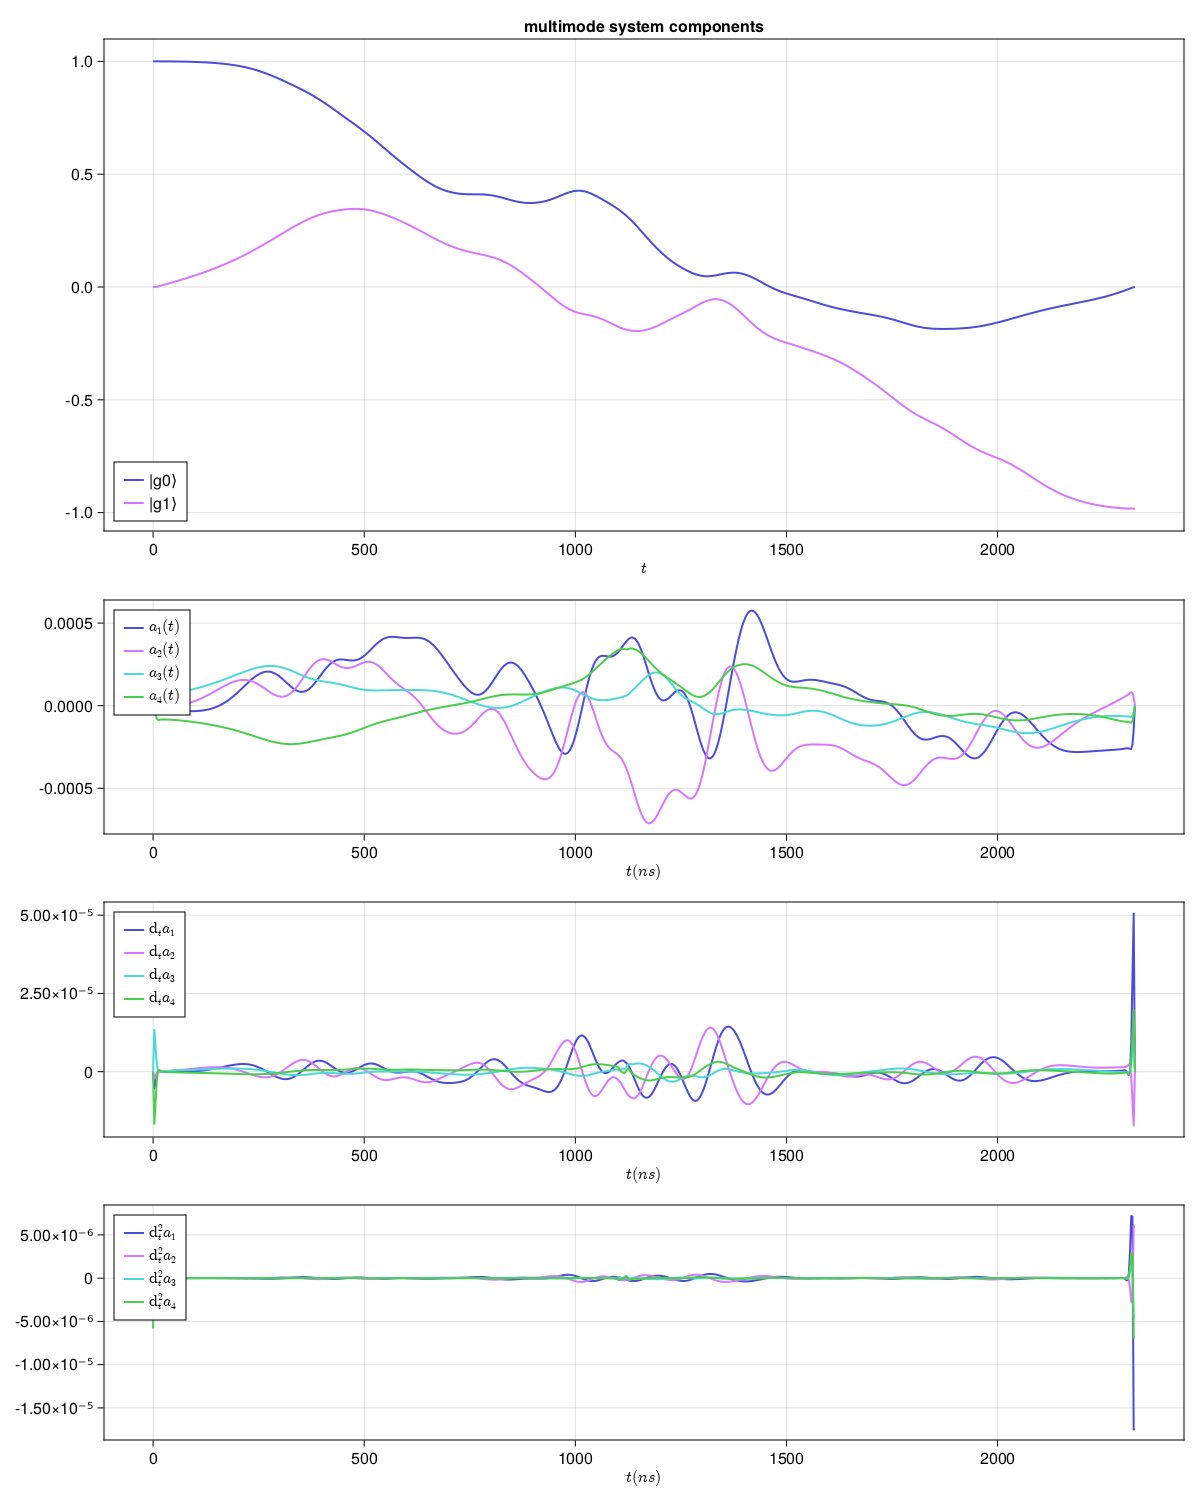 multimode system components
1.0
0.5
0.0
-0.5
-1.0
|g0⟩
|g1⟩
0 500 1000 1500 2000
t
0.0005
0.0000
-0.0005
a₁(t)
a₂(t)
a₃(t)
a₄(t)
0 500 1000 1500 2000
t(ns)
5.00×10⁻⁵
2.50×10⁻⁵
0
dₜa₁
dₜa₂
dₜa₃
dₜa₄
0 500 1000 1500 2000
t(ns)
5.00×10⁻⁶
0
-5.00×10⁻⁶
-1.00×10⁻⁵
-1.50×10⁻⁵
d²ₜa₁
d²ₜa₂
d²ₜa₃
d²ₜa₄
0 500 1000 1500 2000
t(ns)